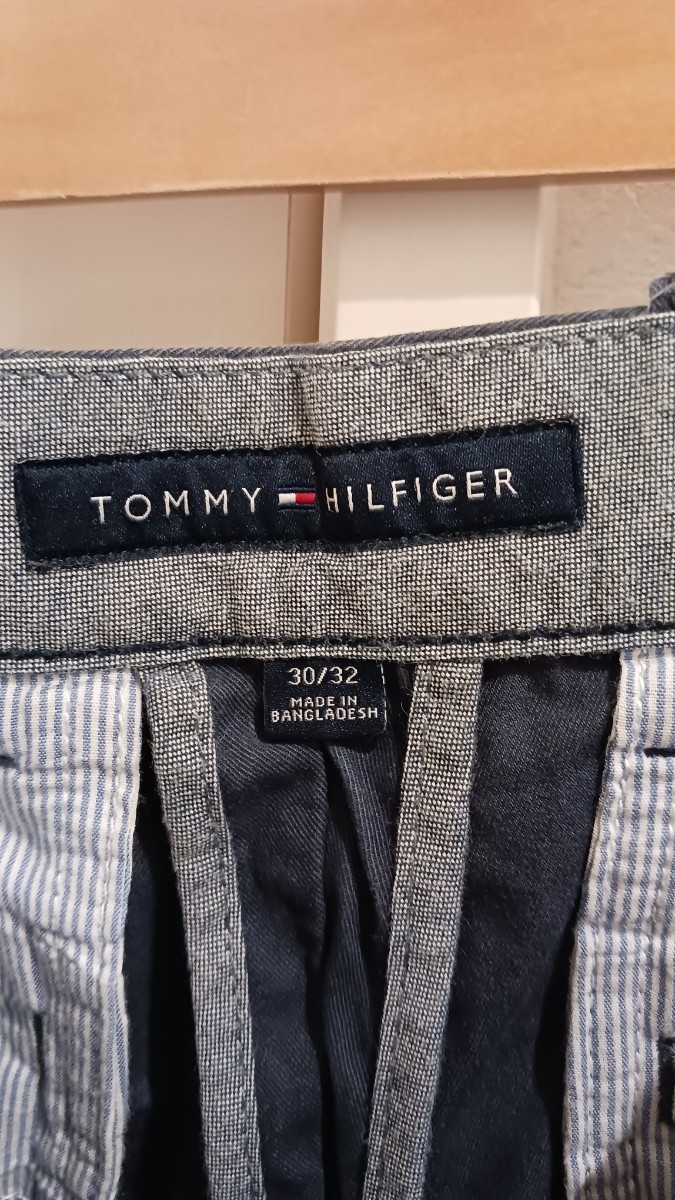 TOMMY HILFIGER
30/32
MADE IN
BANGLADESH